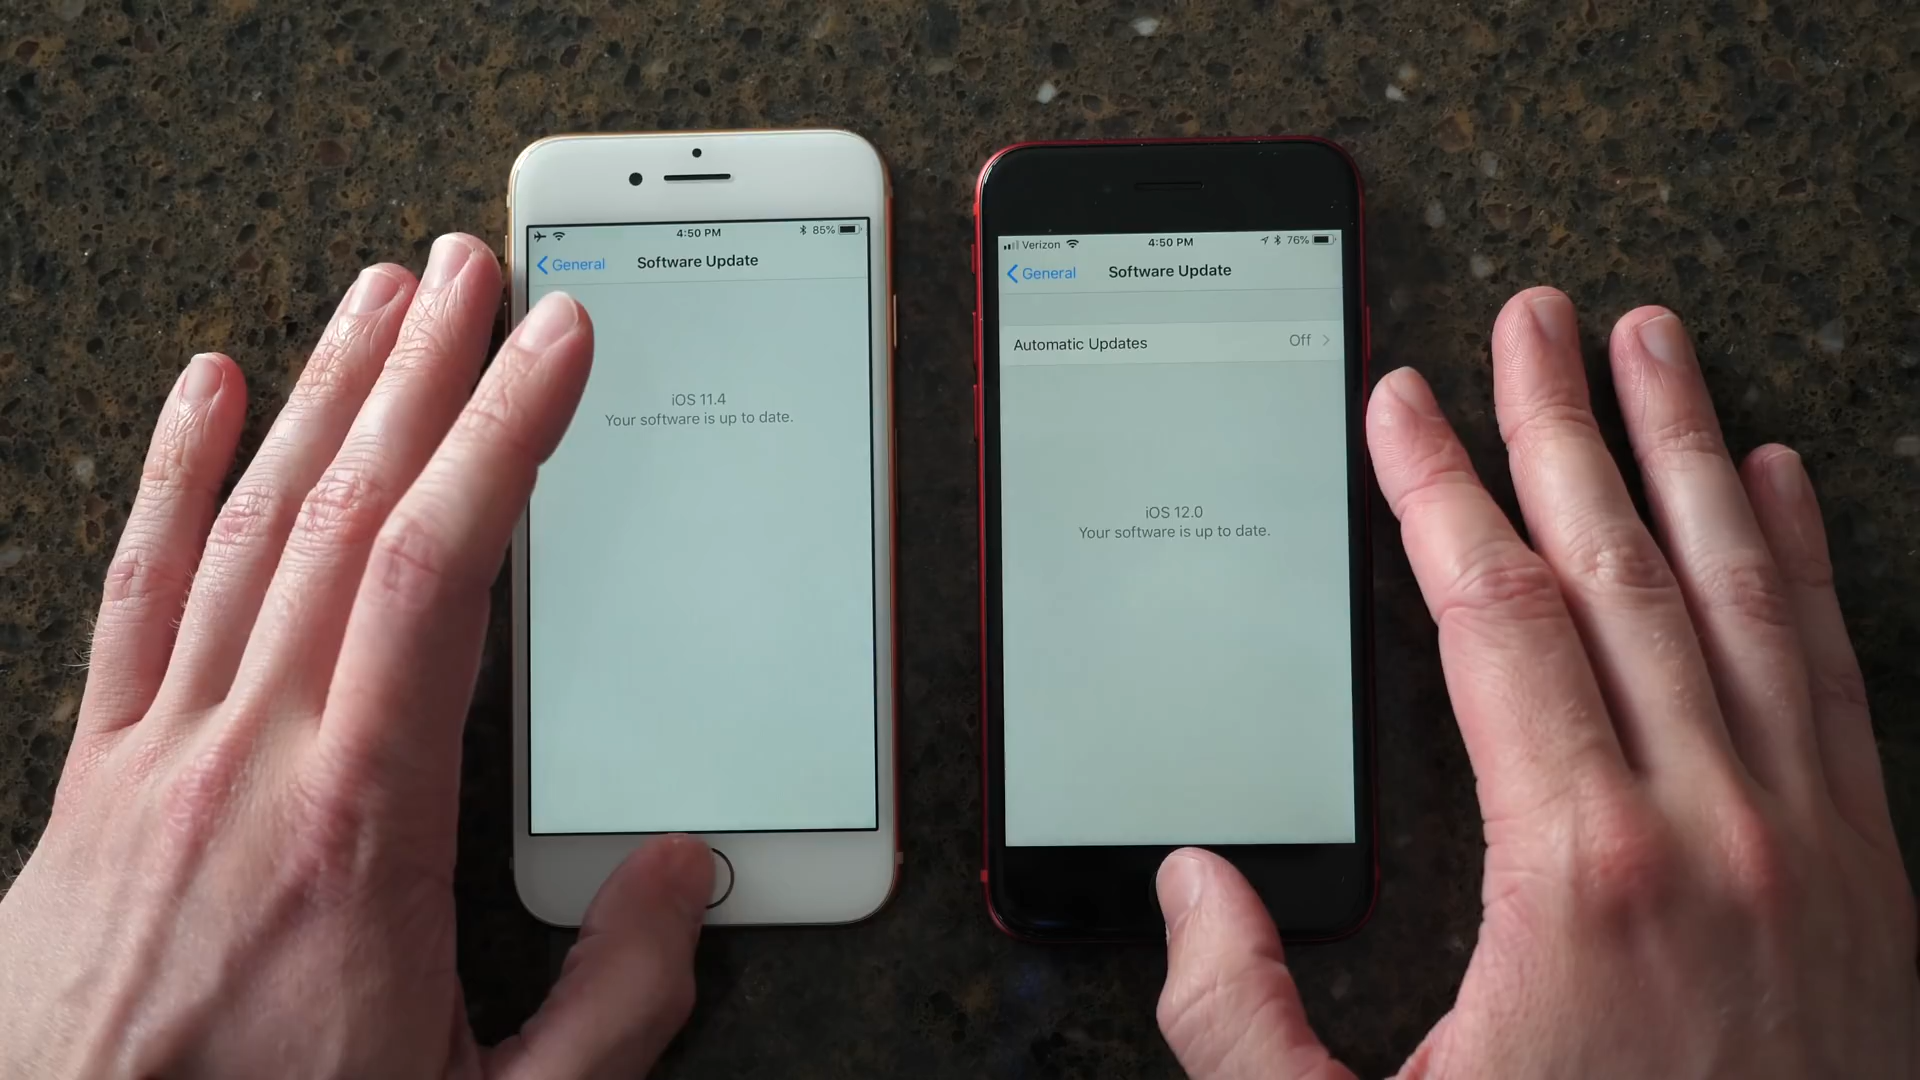 4:50 PM
85%
General
Software Update
iOS 11.4
Your software is up to date.
Verizon
4:50 PM
76%
General
Software Update
Automatic Updates
Off
iOS 12.0
Your software is up to date.